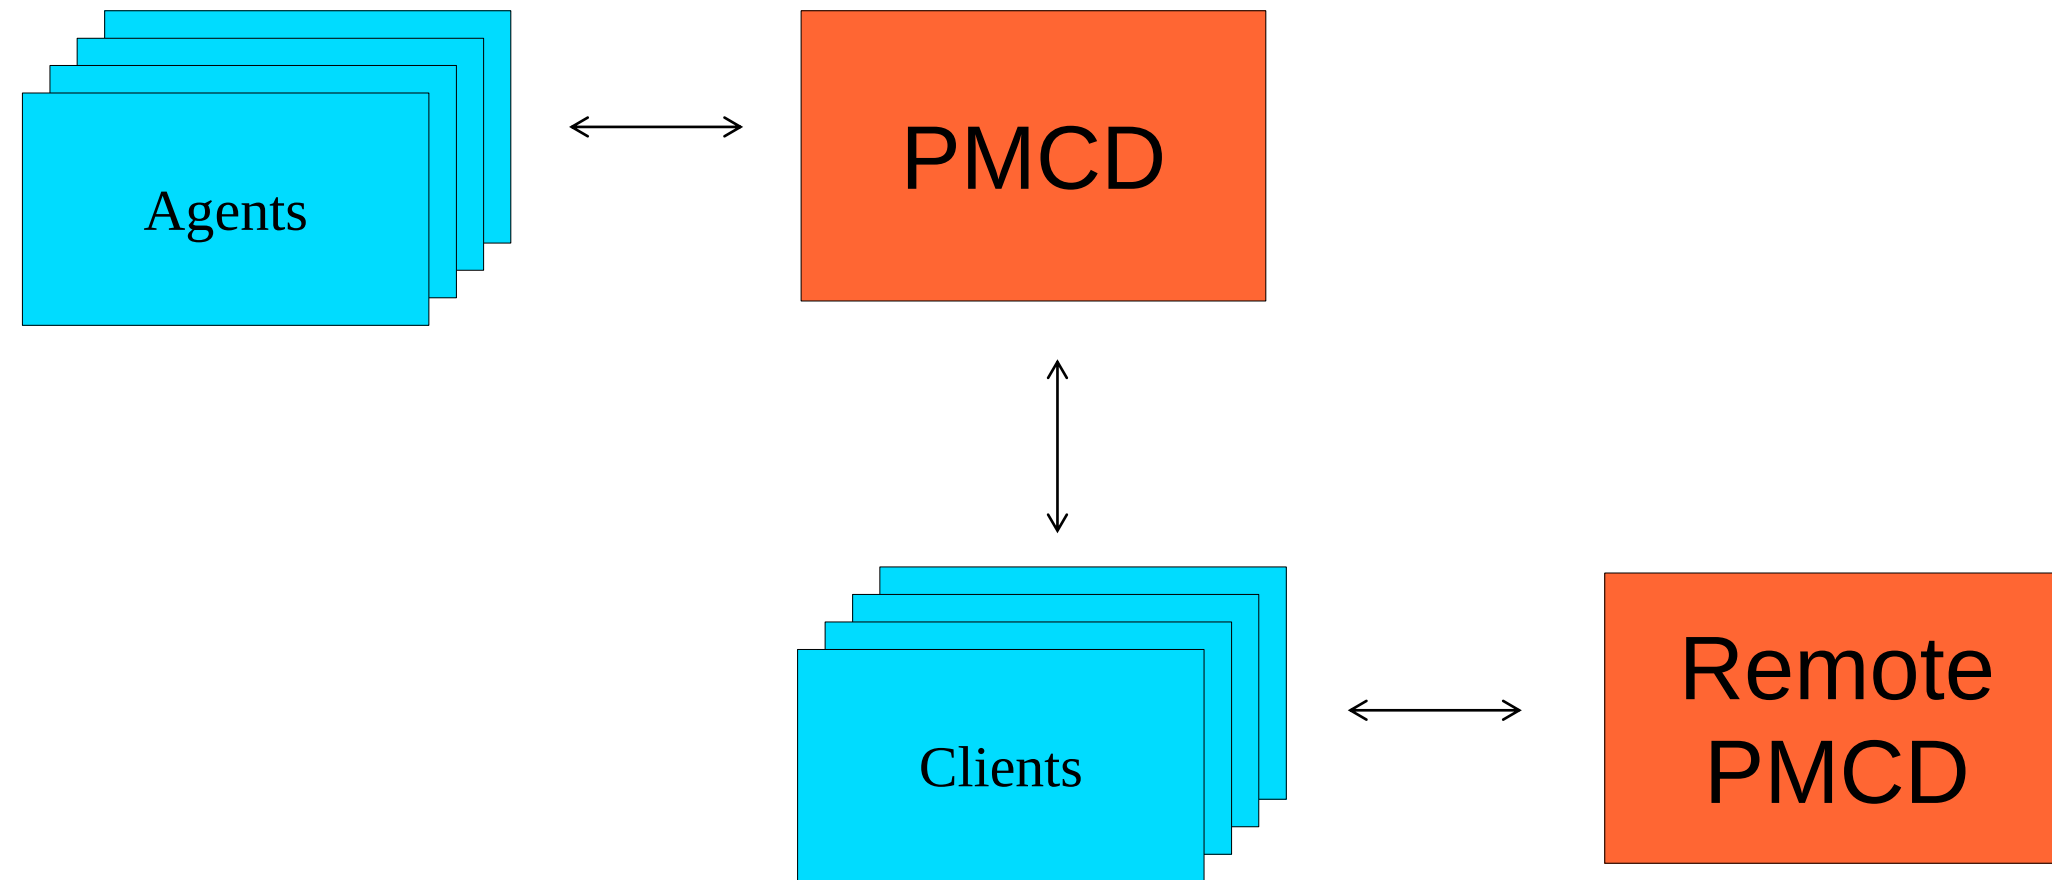 PMCD
Agents
Clients
Remote
PMCD